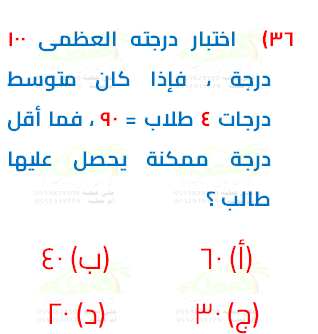 ٣٦) اختبار درجته العظمى ١٠٠
درجة ، فإذا كان متوسط
درجات ٤ طلاب = ٩٠ ، فما أقل
درجة ممكنة يحصل عليها
طالب ؟
(أ) ٦٠ (ب) ٤٠
(ج) ٣٠ (د) ٢٠